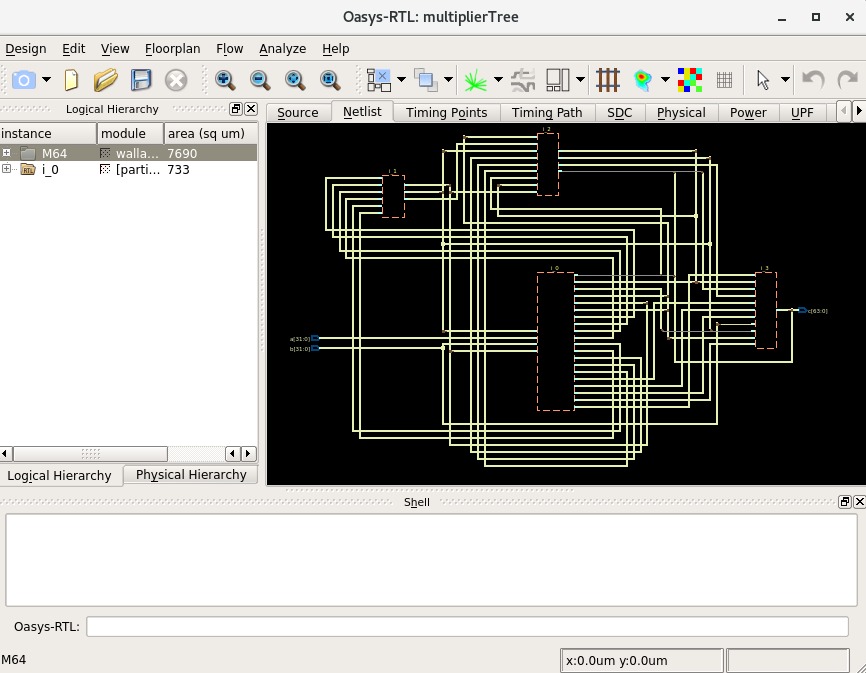 Oasys-RTL: multiplierTree
Design Edit View Floorplan Flow Analyze Help
Logical Hierarchy
instance module area (sq um)
M64 walla... 7690
i_0 [parti... 733
Logical Hierarchy Physical Hierarchy
Source Netlist Timing Points Timing Path SDC Physical Power UPF
i_2
i_1
i_0
i_3
a[31:0]
b[31:0]
c[63:0]
Shell
Oasys-RTL:
M64
x:0.0um y:0.0um